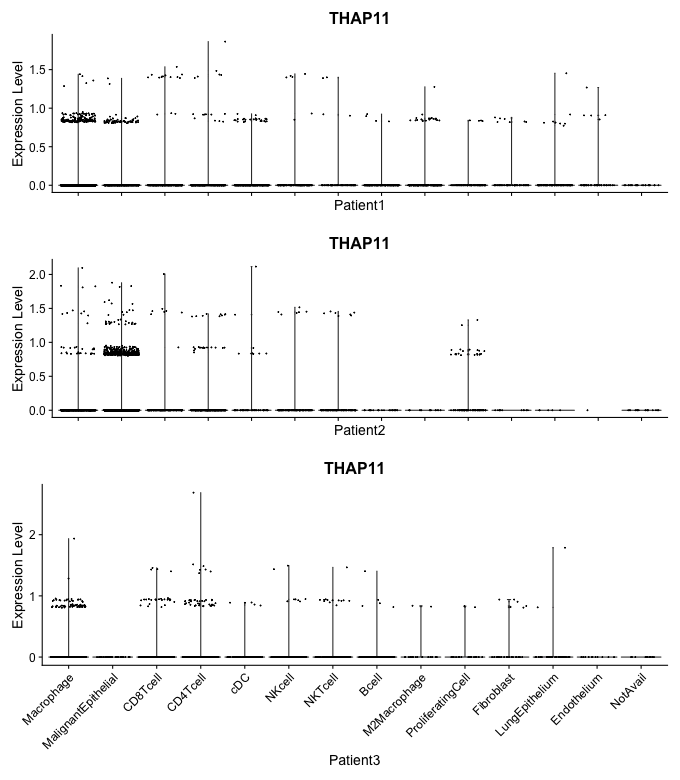 THAP11
Expression Level
1.5
1.0
0.5
0.0
Patient1
THAP11
Expression Level
2.0
1.5
1.0
0.5
0.0
Patient2
THAP11
Expression Level
2
1
0
Macrophage
MalignantEpithelial
CD8Tcell
CD4Tcell
cDC
NKcell
NKTcell
Bcell
M2Macrophage
ProliferatingCell
Fibroblast
LungEpithelium
Endothelium
NotAvail
Patient3